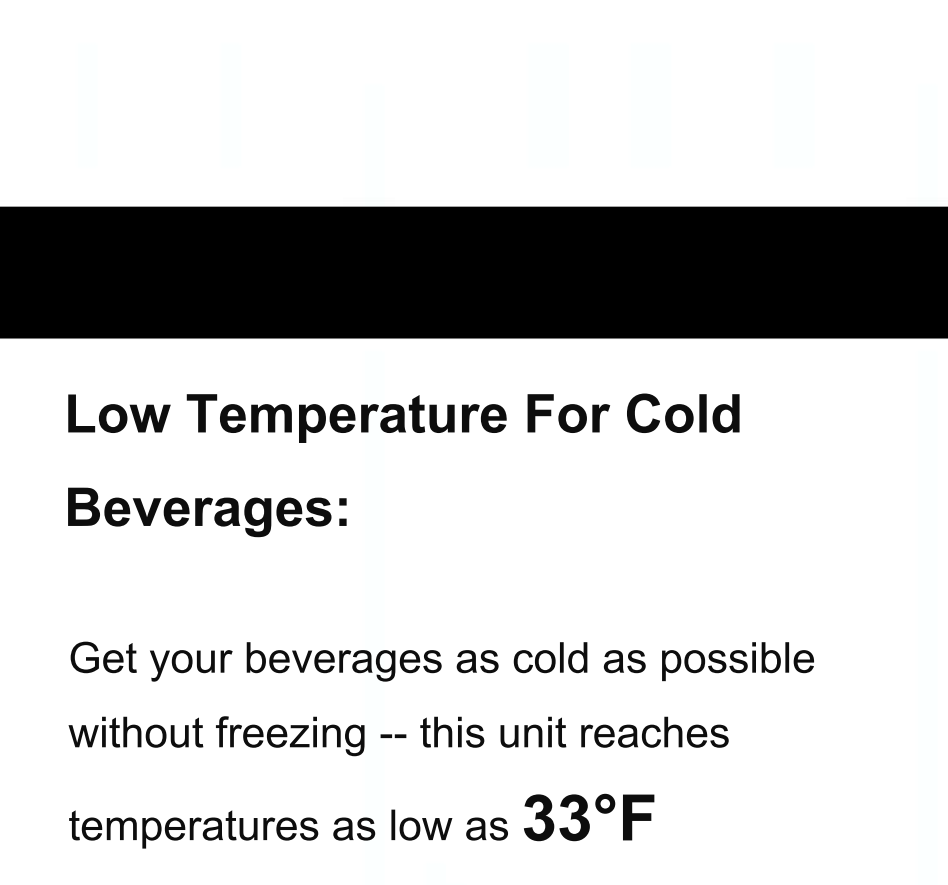 Low Temperature For Cold
Beverages:
Get your beverages as cold as possible
without freezing -- this unit reaches
temperatures as low as 33°F